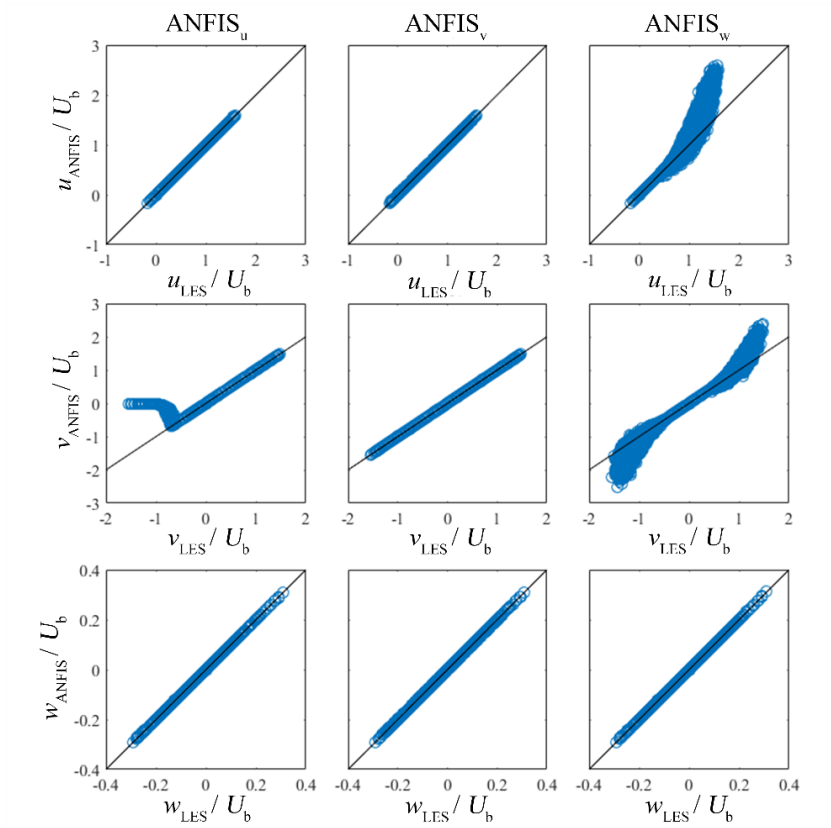 ANFISu ANFISv ANFISw
3
2
1
0
-1
uANFIS / Ub
-1 0 1 2 3 -1 0 1 2 3 -1 0 1 2 3
uLES / Ub uLES / Ub uLES / Ub
3
2
1
0
-1
-2
-3
vANFIS / Ub
-2 -1 0 1 2 -2 -1 0 1 2 -2 -1 0 1 2
vLES / Ub vLES / Ub vLES / Ub
0.4
0.2
0
-0.2
-0.4
wANFIS / Ub
-0.4 -0.2 0 0.2 0.4 -0.4 -0.2 0 0.2 0.4 -0.4 -0.2 0 0.2 0.4
wLES / Ub wLES / Ub wLES / Ub